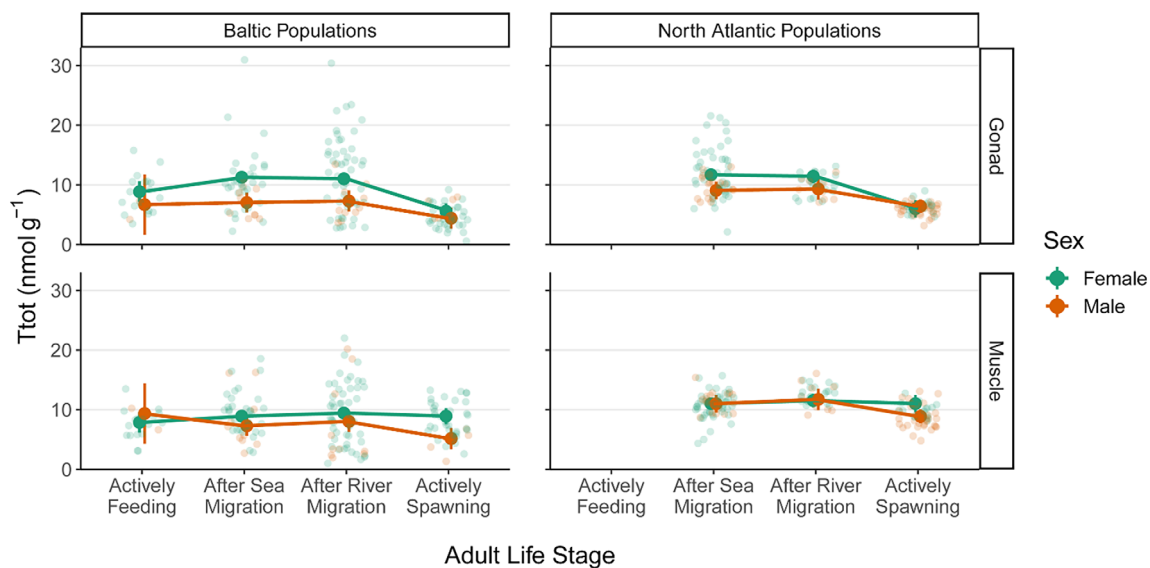 Baltic Populations
North Atlantic Populations
Ttot (nmol g⁻¹)
30
20
10
0
Gonad
30
20
10
0
Muscle
Actively
Feeding
After Sea
Migration
After River
Migration
Actively
Spawning
Actively
Feeding
After Sea
Migration
After River
Migration
Actively
Spawning
Adult Life Stage
Sex
Female
Male